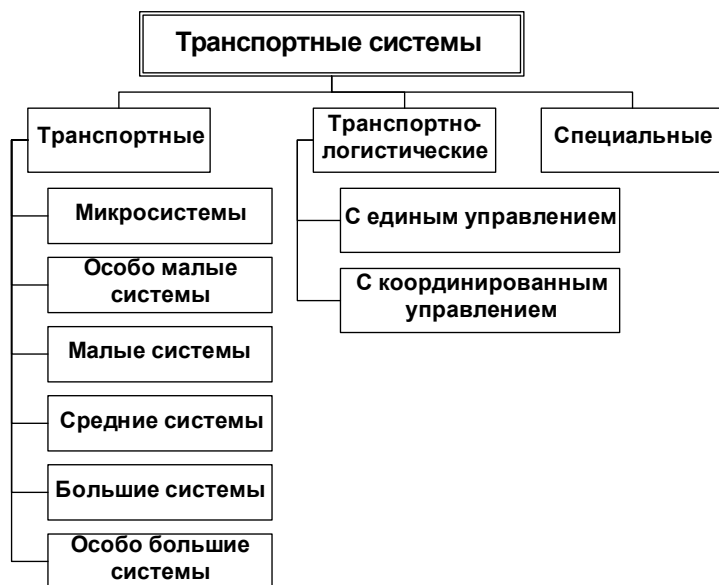 Транспортные системы
Транспортные
Транспортно-
логистические
Специальные
Микросистемы
Особо малые
системы
Малые системы
Средние системы
Большие системы
Особо большие
системы
С единым управлением
С координированным
управлением